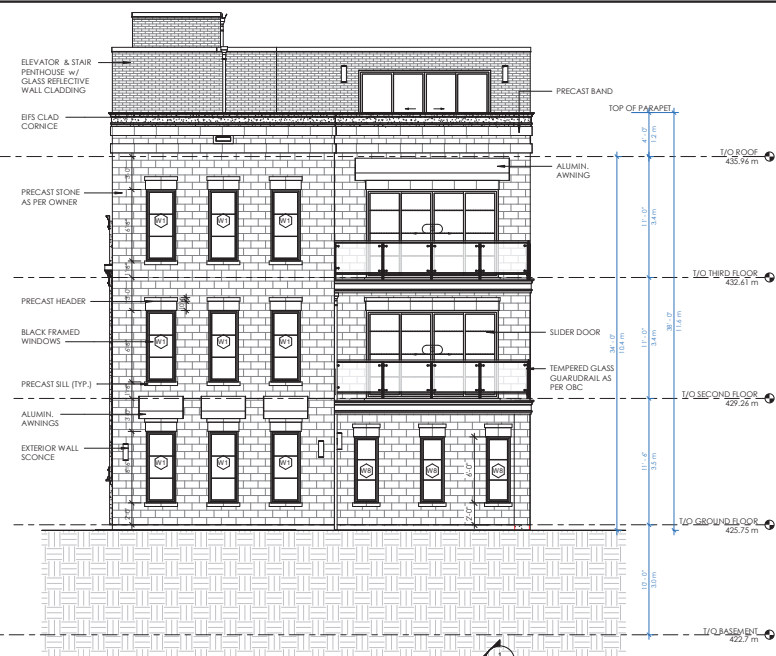 ELEVATOR & STAIR
PENTHOUSE w/
GLASS REFLECTIVE
WALL CLADDING
EIFS CLAD
CORNICE
PRECAST STONE
AS PER OWNER
PRECAST HEADER
BLACK FRAMED
WINDOWS
PRECAST SILL (TYP.)
ALUMIN.
AWNINGS
EXTERIOR WALL
SCONCE
W1
W1
W1
W1
W1
W1
W1
W1
W1
W8
W8
W8
6'-0"
2'-0"
PRECAST BAND
TOP OF PARAPET
ALUMIN.
AWNING
SLIDER DOOR
TEMPERED GLASS
GUARUDRAIL AS
PER OBC
4'- 0"
1.2 m
11'- 0"
3.4 m
11'- 0"
3.4 m
11'- 6"
3.5 m
10'- 0"
3.0 m
34'- 0"
10.4 m
38'- 0"
11.6 m
T/O ROOF
435.96 m
T/O THIRD FLOOR
432.61 m
T/O SECOND FLOOR
429.26 m
T/O GROUND FLOOR
425.75 m
T/O BASEMENT
422.7 m
1